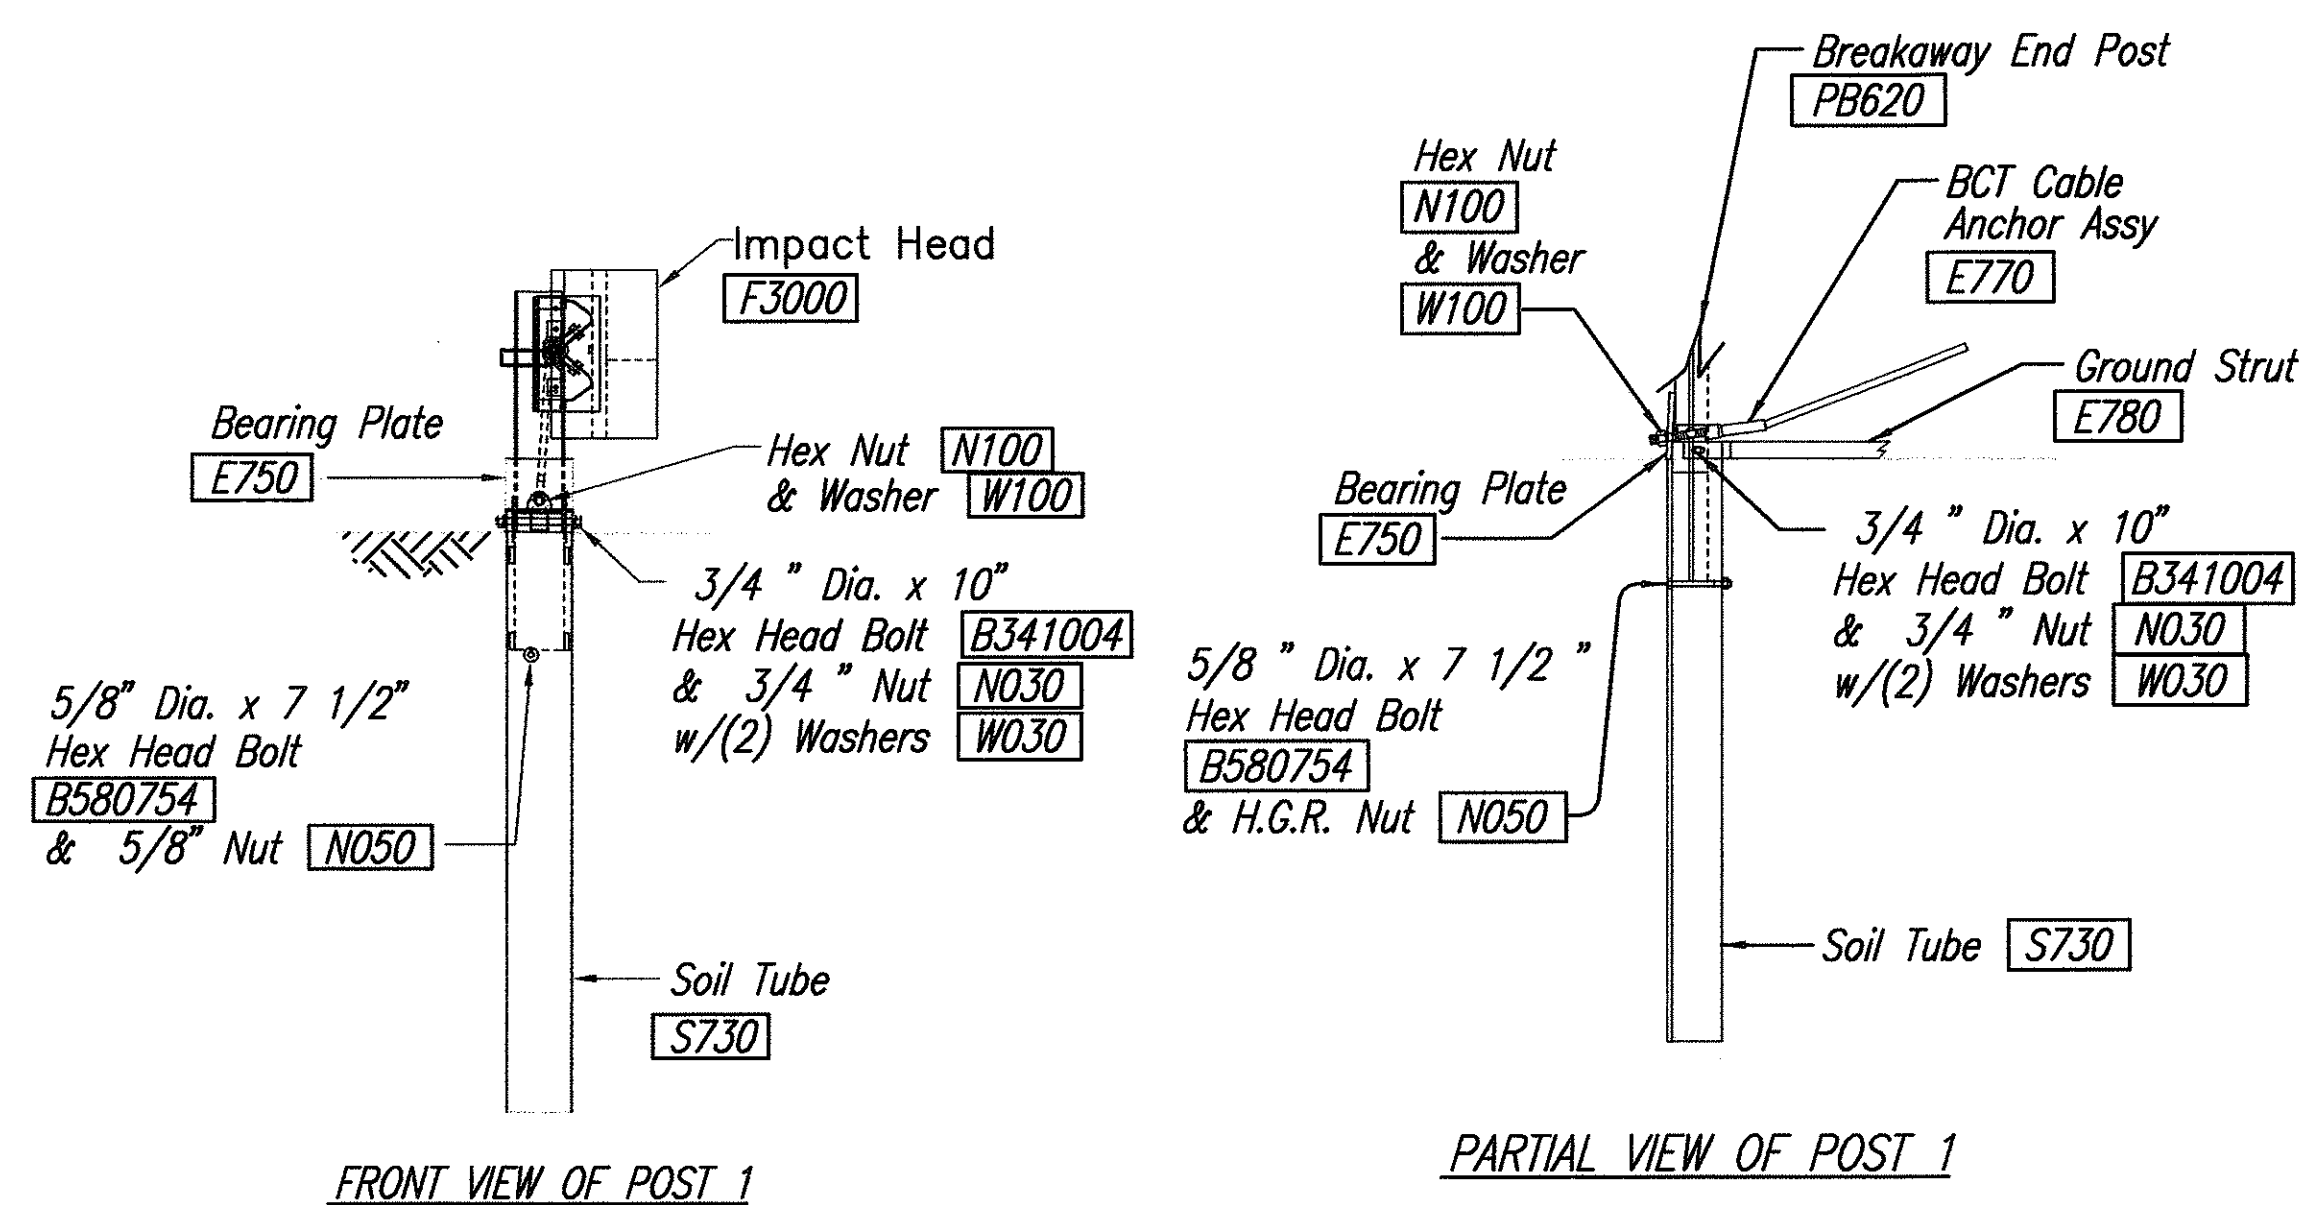 Impact Head
F3000
Bearing Plate
E750
Hex Nut N100
& Washer W100
3/4 " Dia. x 10"
Hex Head Bolt B341004
& 3/4 " Nut N030
w/(2) Washers W030
5/8" Dia. x 7 1/2"
Hex Head Bolt
B580754
& 5/8" Nut N050
Soil Tube
S730
FRONT VIEW OF POST 1
Breakaway End Post
PB620
Hex Nut
N100
& Washer
W100
BCT Cable
Anchor Assy
E770
Ground Strut
E780
Bearing Plate
E750
3/4 " Dia. x 10"
Hex Head Bolt B341004
& 3/4 " Nut N030
w/(2) Washers W030
5/8 " Dia. x 7 1/2 "
Hex Head Bolt
B580754
& H.G.R. Nut N050
Soil Tube S730
PARTIAL VIEW OF POST 1